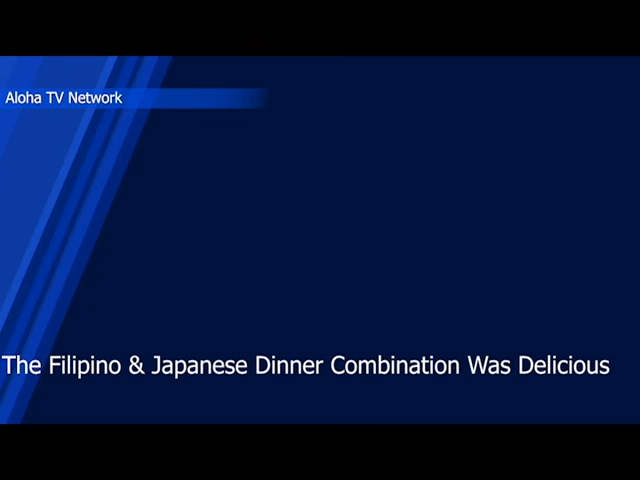 Aloha TV Network
The Filipino & Japanese Dinner Combination Was Delicious